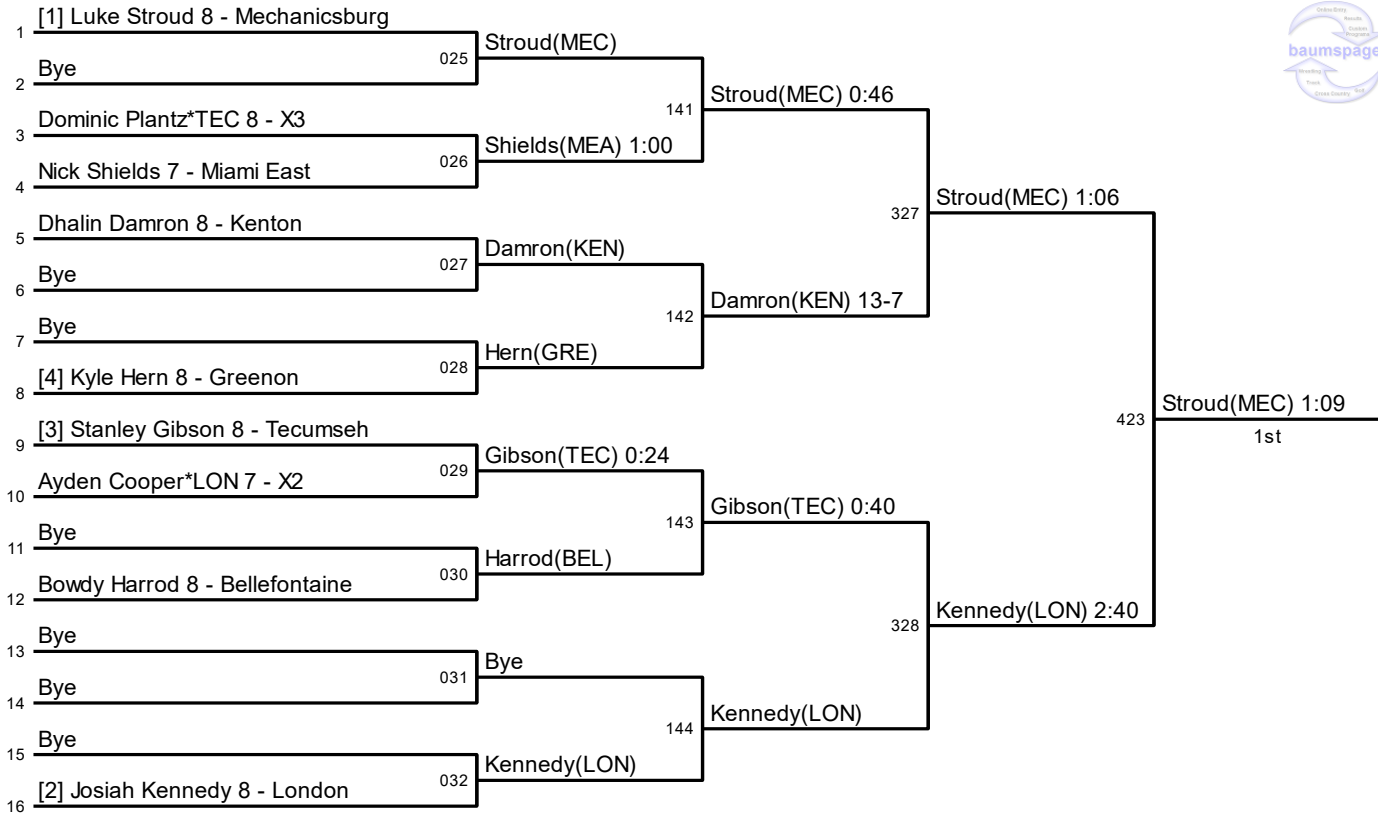 [1] Luke Stroud 8 - Mechanicsburg
1
Bye
2
025
Stroud(MEC)
Dominic Plantz*TEC 8 - X3
3
Nick Shields 7 - Miami East
4
026
Shields(MEA) 1:00
141
Stroud(MEC) 0:46
Dhalin Damron 8 - Kenton
5
Bye
6
027
Damron(KEN)
Bye
7
[4] Kyle Hern 8 - Greenon
8
028
Hern(GRE)
142
Damron(KEN) 13-7
327
Stroud(MEC) 1:06
[3] Stanley Gibson 8 - Tecumseh
9
Ayden Cooper*LON 7 - X2
10
029
Gibson(TEC) 0:24
Bye
11
Bowdy Harrod 8 - Bellefontaine
12
030
Harrod(BEL)
143
Gibson(TEC) 0:40
Bye
13
Bye
14
031
Bye
Bye
15
[2] Josiah Kennedy 8 - London
16
032
Kennedy(LON)
144
Kennedy(LON)
328
Kennedy(LON) 2:40
423
Stroud(MEC) 1:09
1st
baumspage